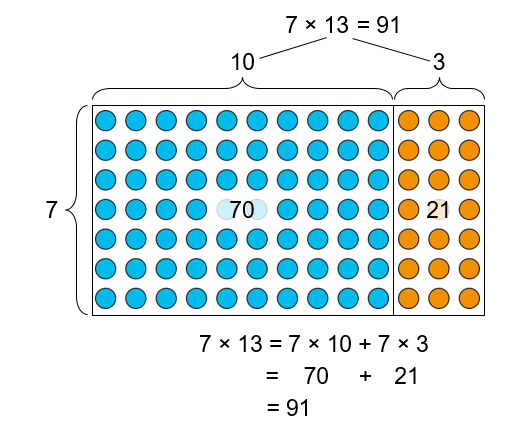 7 × 13 = 91
10 3
7
70 21
7 × 13 = 7 × 10 + 7 × 3
= 70 + 21
= 91